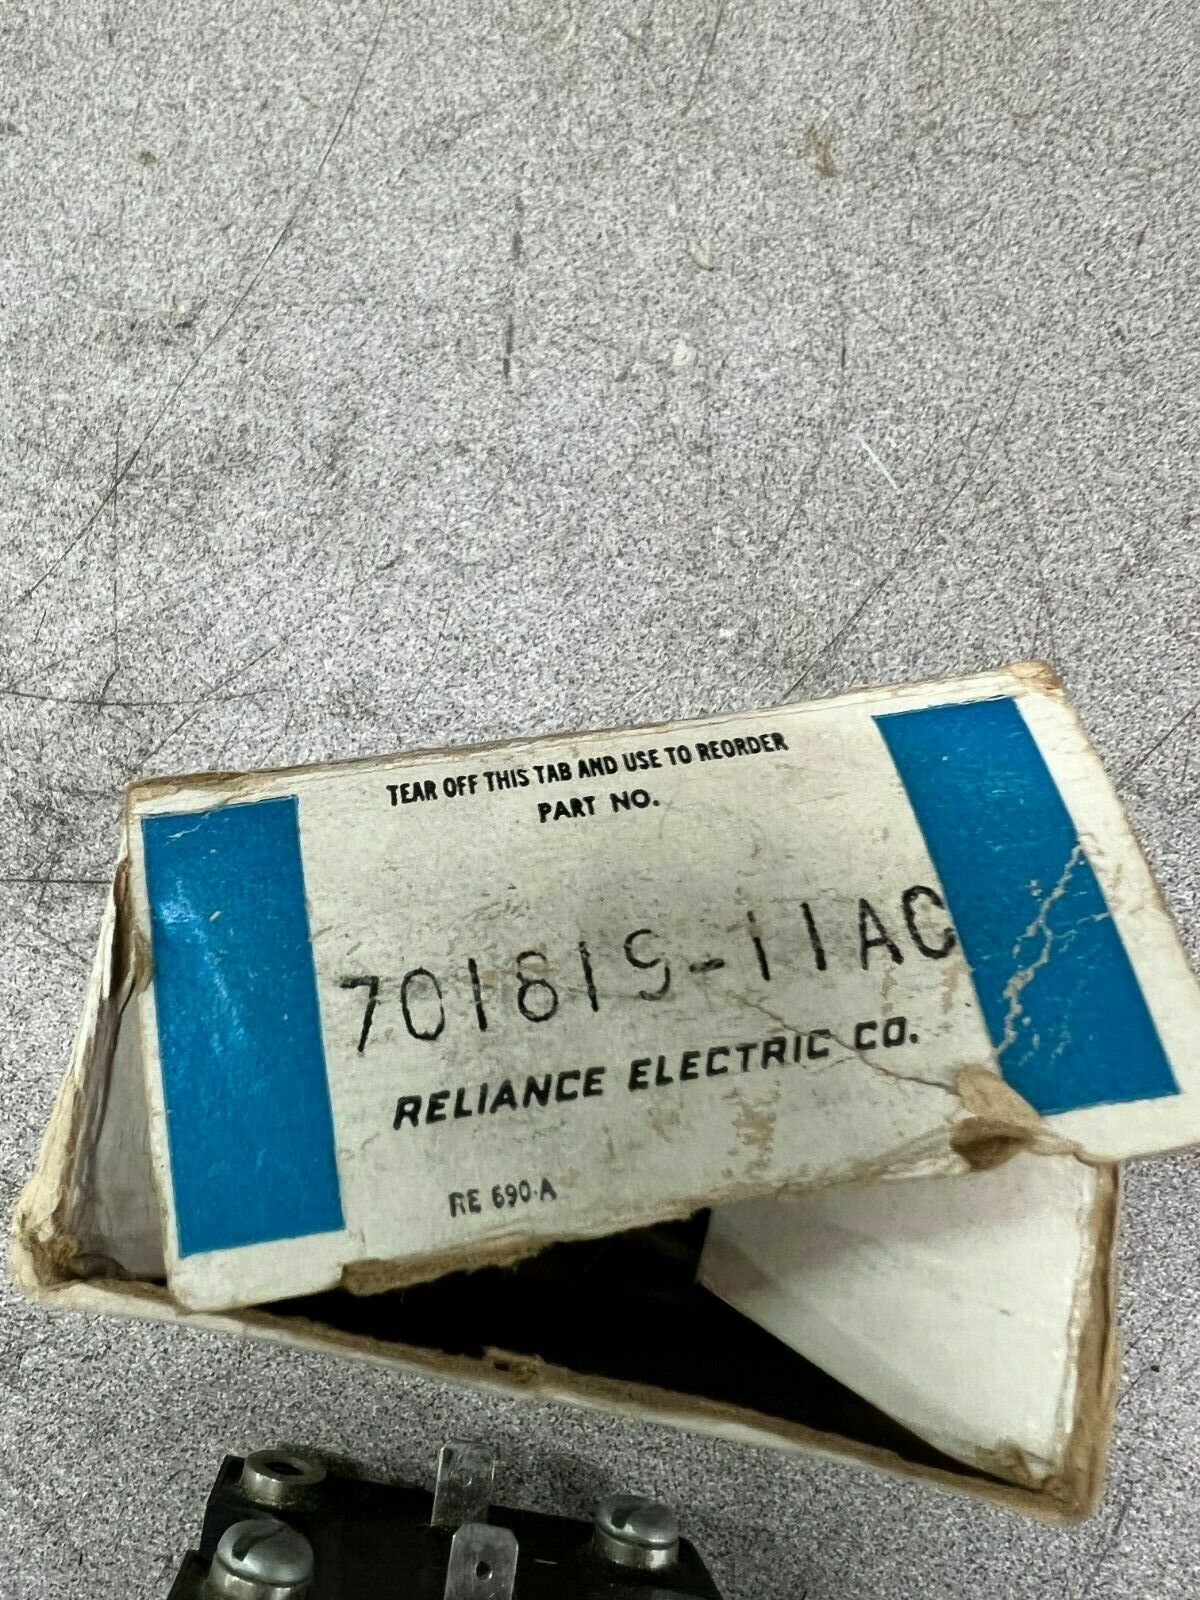 TEAR OFF THIS TAB AND USE TO REORDER
PART NO.
701819-11AC
RELIANCE ELECTRIC CO.
RE 690-A